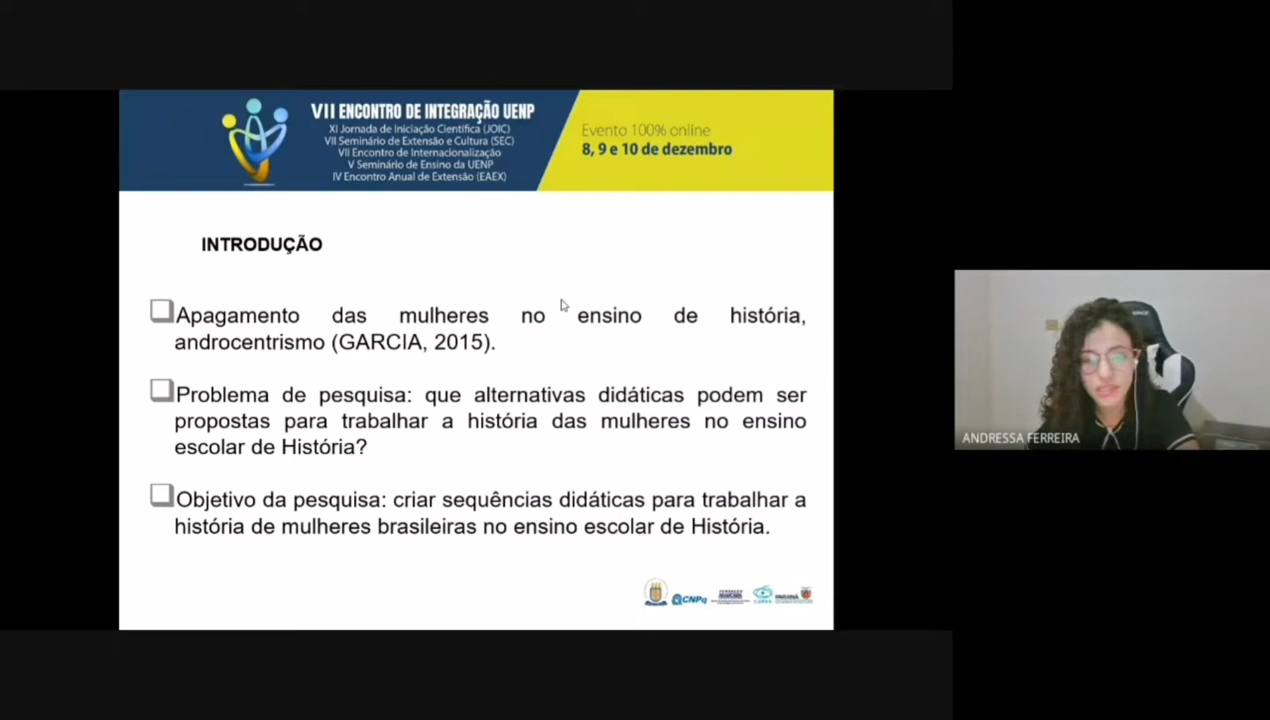 VII ENCONTRO DE INTEGRAÇÃO UENP
XI Jornada de Iniciação Científica (JOIC)
VII Seminário de Extensão e Cultura (SEC)
VII Encontro de Internacionalização
V Seminário de Ensino da UENP
IV Encontro Anual de Extensão (EAEX)
Evento 100% online
8, 9 e 10 de dezembro
INTRODUÇÃO
Apagamento das mulheres no ensino de história,
androcentrismo (GARCIA, 2015).
Problema de pesquisa: que alternativas didáticas podem ser
propostas para trabalhar a história das mulheres no ensino
escolar de História?
Objetivo da pesquisa: criar sequências didáticas para trabalhar a
história de mulheres brasileiras no ensino escolar de História.
CNPq
PARANÁ
ANDRESSA FERREIRA